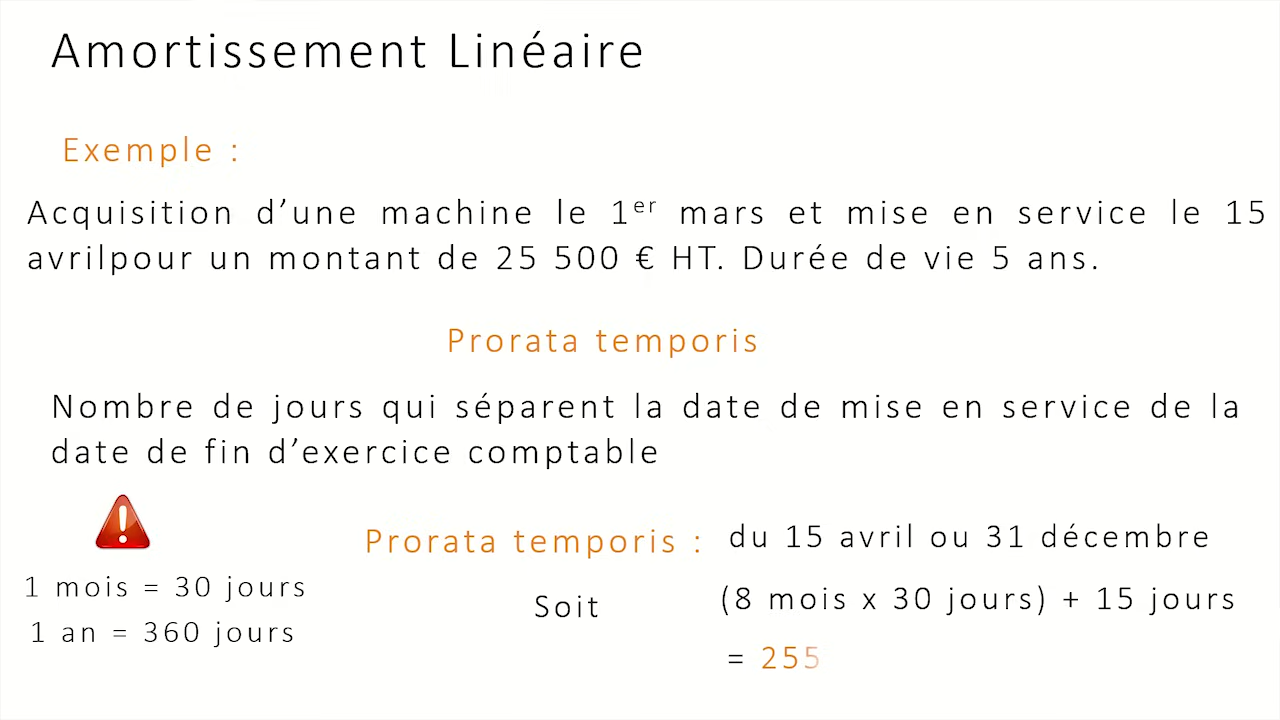 Amortissement Linéaire
Exemple :
Acquisition d’une machine le 1er mars et mise en service le 15
avrilpour un montant de 25 500 € HT. Durée de vie 5 ans.
Prorata temporis
Nombre de jours qui séparent la date de mise en service de la
date de fin d’exercice comptable
1 mois = 30 jours
1 an = 360 jours
Prorata temporis : du 15 avril ou 31 décembre
Soit (8 mois x 30 jours) + 15 jours
= 255